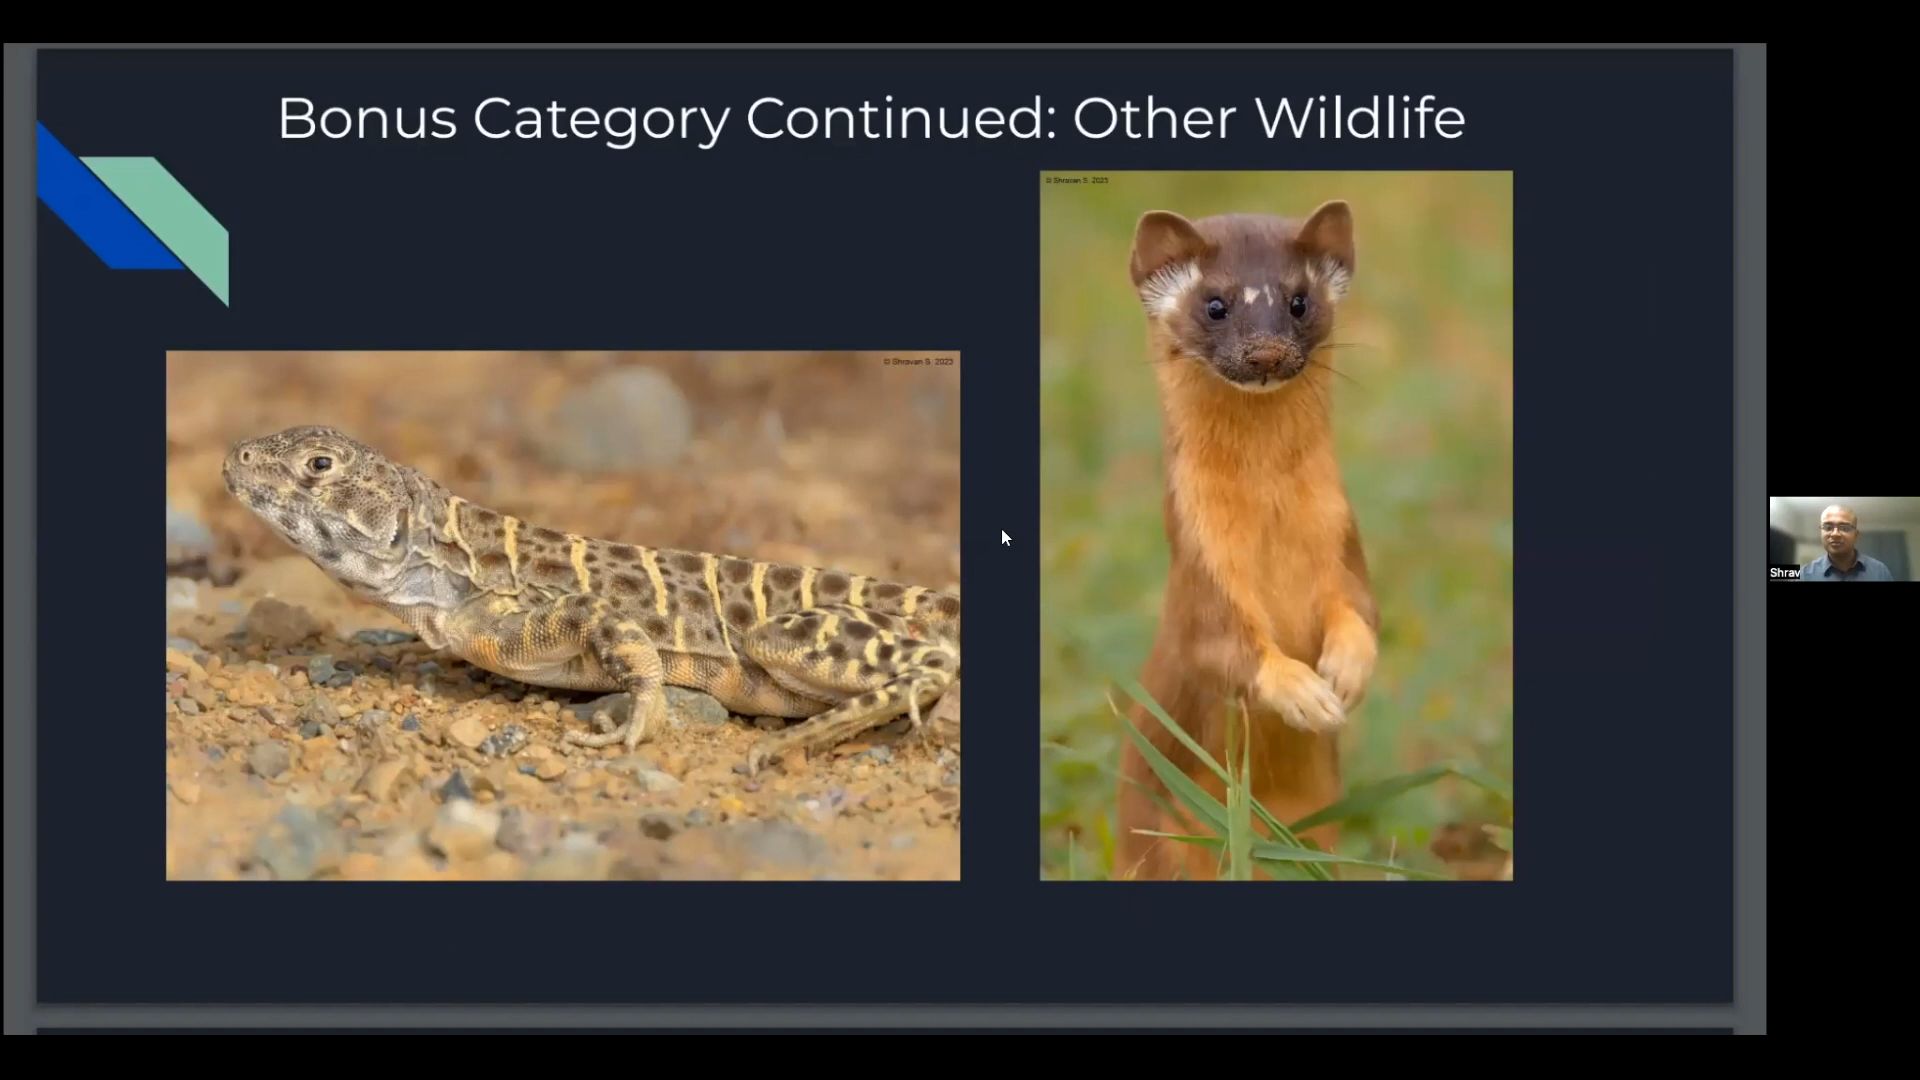 Bonus Category Continued: Other Wildlife
© Shravan S. 2023
© Shravan S. 2023
Shrav